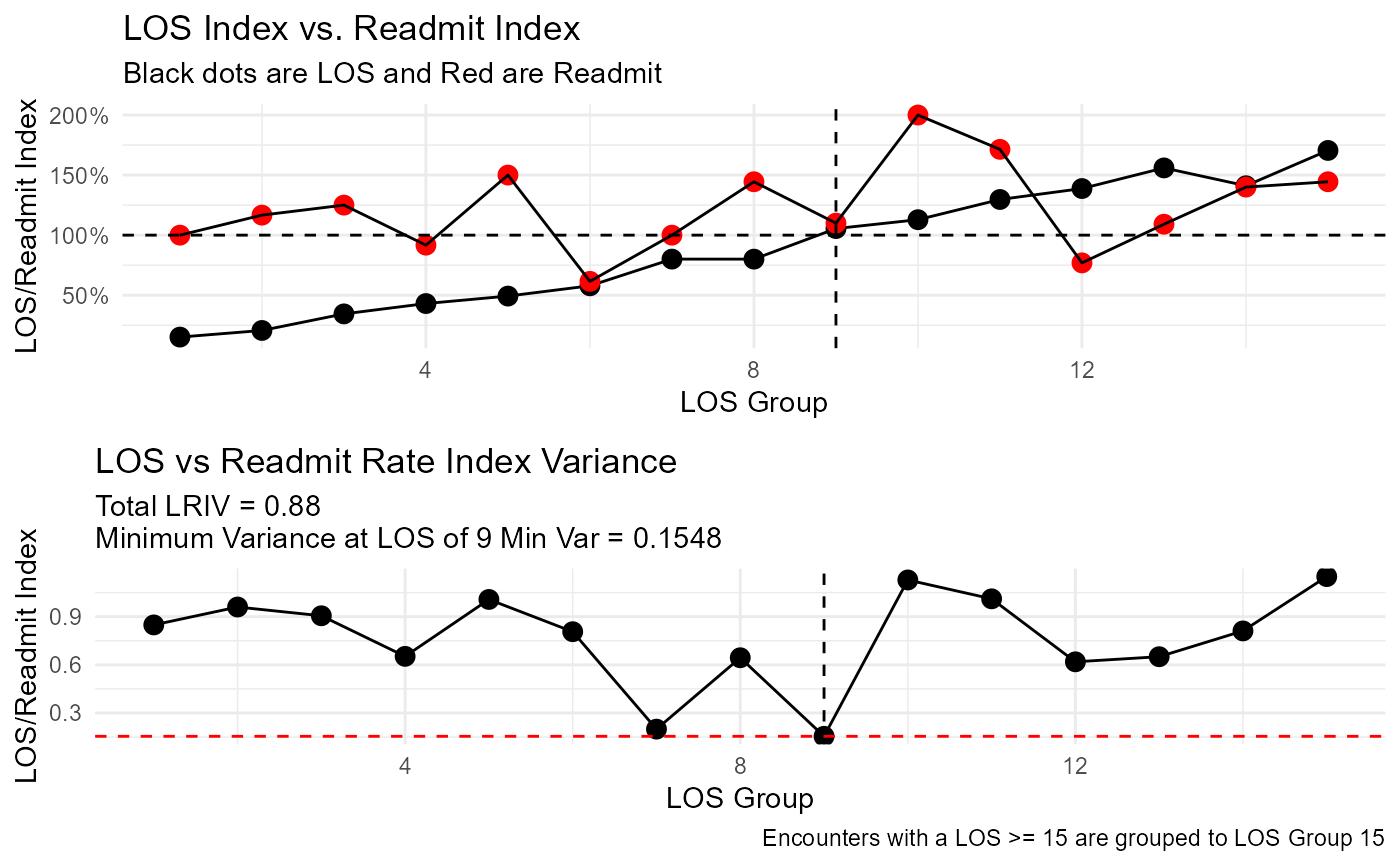 LOS Index vs. Readmit Index
Black dots are LOS and Red are Readmit
LOS/Readmit Index
200%
150%
100%
50%
4
8
12
LOS Group
LOS vs Readmit Rate Index Variance
Total LRIV = 0.88
Minimum Variance at LOS of 9 Min Var = 0.1548
LOS/Readmit Index
0.9
0.6
0.3
4
8
12
LOS Group
Encounters with a LOS >= 15 are grouped to LOS Group 15